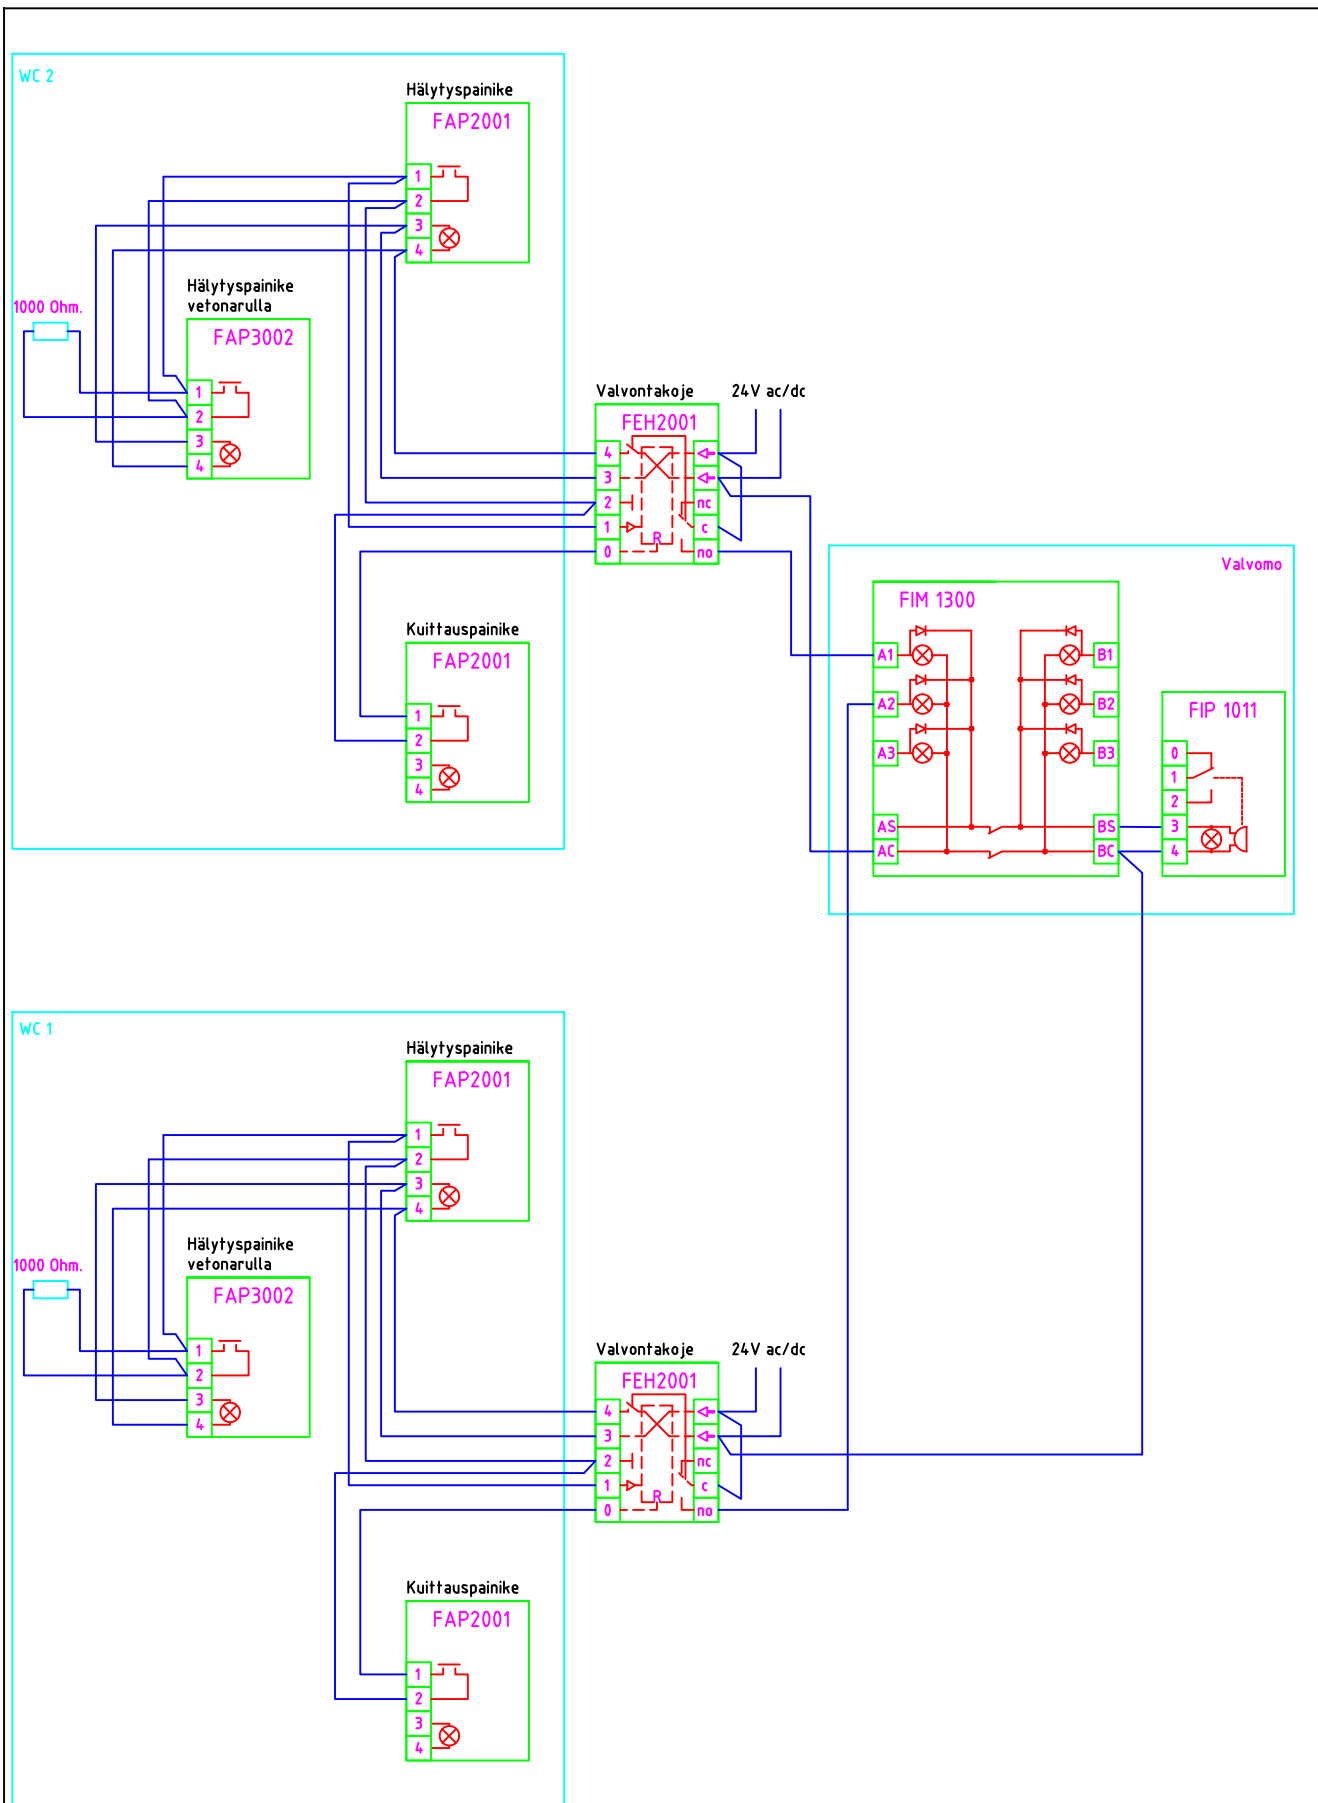 WC 2
Hälytyspainike
FAP2001
1
2
3
4
Hälytyspainike
vetonarulla
1000 Ohm.
FAP3002
1
2
3
4
Valvontakoje
24V ac/dc
FEH2001
4
3
2
1
0
R
nc
c
no
Kuittauspainike
FAP2001
1
2
3
4
Valvomo
FIM 1300
A1
A2
A3
AS
AC
B1
B2
B3
BS
BC
FIP 1011
0
1
2
3
4
WC 1
Hälytyspainike
FAP2001
1
2
3
4
Hälytyspainike
vetonarulla
1000 Ohm.
FAP3002
1
2
3
4
Valvontakoje
24V ac/dc
FEH2001
4
3
2
1
0
R
nc
c
no
Kuittauspainike
FAP2001
1
2
3
4